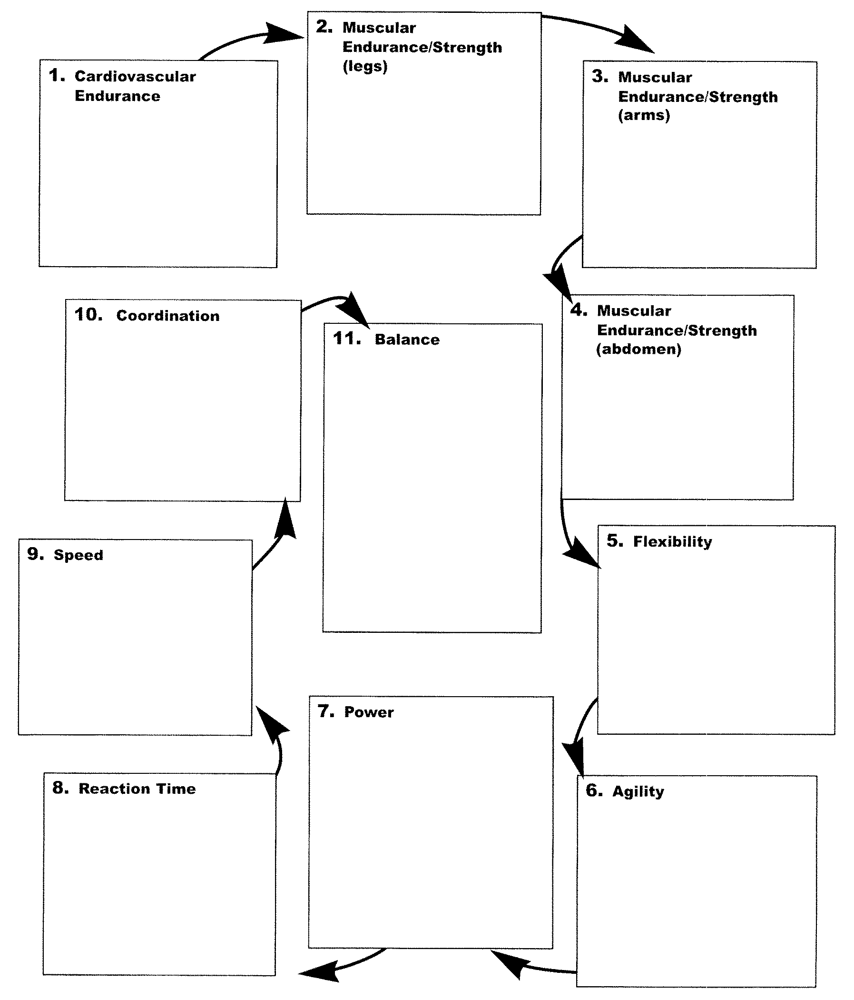 1. Cardiovascular
Endurance
2. Muscular
Endurance/Strength
(legs)
3. Muscular
Endurance/Strength
(arms)
4. Muscular
Endurance/Strength
(abdomen)
5. Flexibility
6. Agility
7. Power
8. Reaction Time
9. Speed
10. Coordination
11. Balance